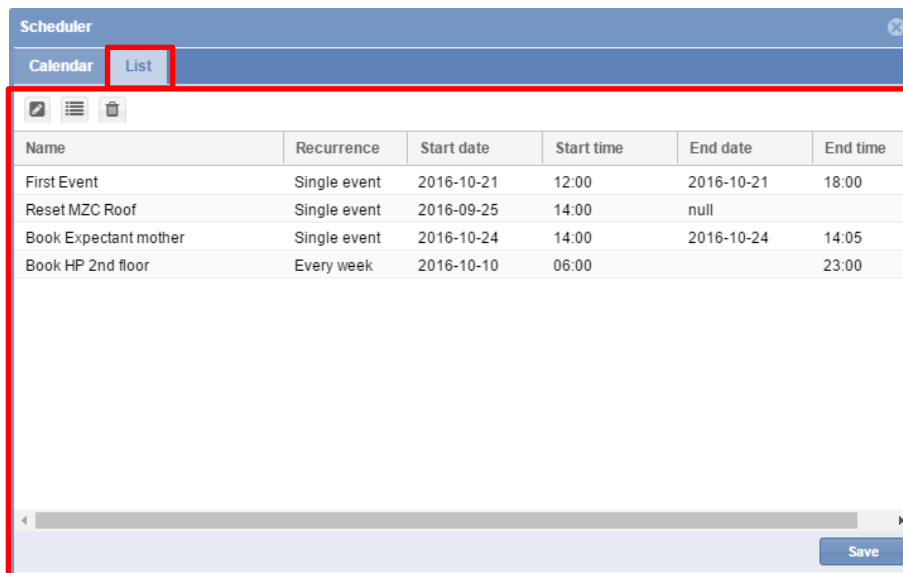 Scheduler
Calendar List
Name Recurrence Start date Start time End date End time
First Event Single event 2016-10-21 12:00 2016-10-21 18:00
Reset MZC Roof Single event 2016-09-25 14:00 null
Book Expectant mother Single event 2016-10-24 14:00 2016-10-24 14:05
Book HP 2nd floor Every week 2016-10-10 06:00 23:00
Save